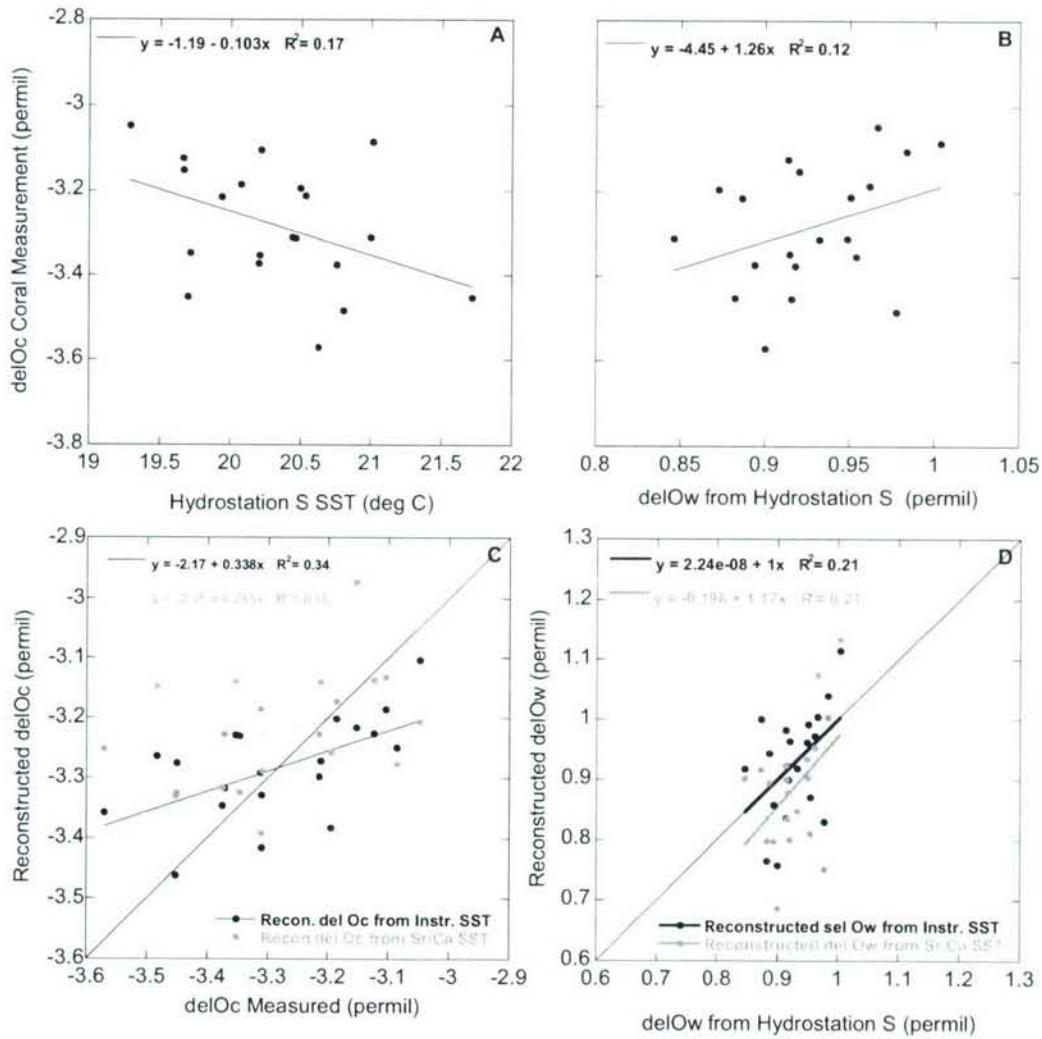 y = -1.19 - 0.103x R²= 0.17
A
-2.8
-3
-3.2
-3.4
-3.6
-3.8
delOc Coral Measurement (permil)
19 19.5 20 20.5 21 21.5 22
Hydrostation S SST (deg C)
y = -4.45 + 1.26x R²= 0.12
B
0.8 0.85 0.9 0.95 1 1.05
delOw from Hydrostation S (permil)
y = -2.17 + 0.338x R²= 0.34
C
-2.9
-3
-3.1
-3.2
-3.3
-3.4
-3.5
-3.6
Reconstructed delOc (permil)
Recon. del Oc from Instr. SST
Recon del Oc from Sr/Ca SST
-3.6 -3.5 -3.4 -3.3 -3.2 -3.1 -3 -2.9
delOc Measured (permil)
y = 2.24e-08 + 1x R²= 0.21
y = -0.196 + 1.17x R²= 0.21
D
1.3
1.2
1.1
1
0.9
0.8
0.7
0.6
Reconstructed delOw (permil)
Reconstructed sel Ow from Instr. SST
Reconstructed del Ow from Sr Ca SST
0.6 0.7 0.8 0.9 1 1.1 1.2 1.3
delOw from Hydrostation S (permil)